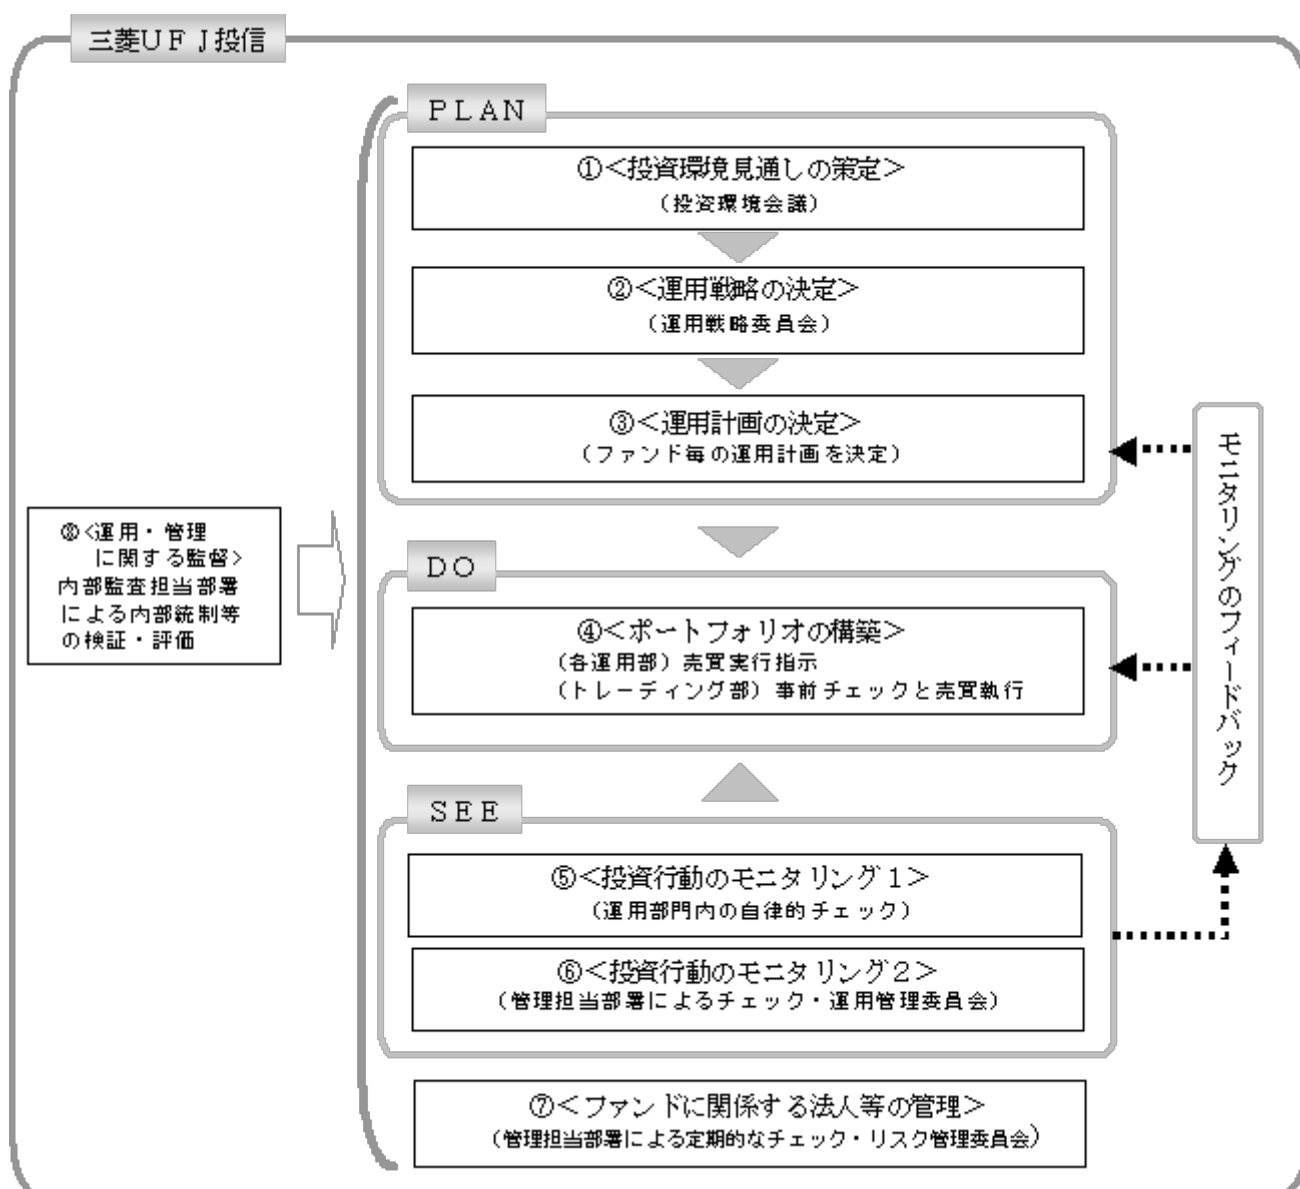 三菱ＵＦＪ投信
ＰＬＡＮ
①＜投資環境見通しの策定＞
（投資環境会議）
②＜運用戦略の決定＞
（運用戦略委員会）
③＜運用計画の決定＞
（ファンド毎の運用計画を決定）
⑧＜運用・管理
に関する監督＞
内部監査担当部署
による内部統制等
の検証・評価
ＤＯ
④＜ポートフォリオの構築＞
（各運用部）売買実行指示
（トレーディング部）事前チェックと売買執行
モニタリングのフィードバック
ＳＥＥ
⑤＜投資行動のモニタリング１＞
（運用部門内の自律的チェック）
⑥＜投資行動のモニタリング２＞
（管理担当部署によるチェック・運用管理委員会）
⑦＜ファンドに関係する法人等の管理＞
（管理担当部署による定期的なチェック・リスク管理委員会）